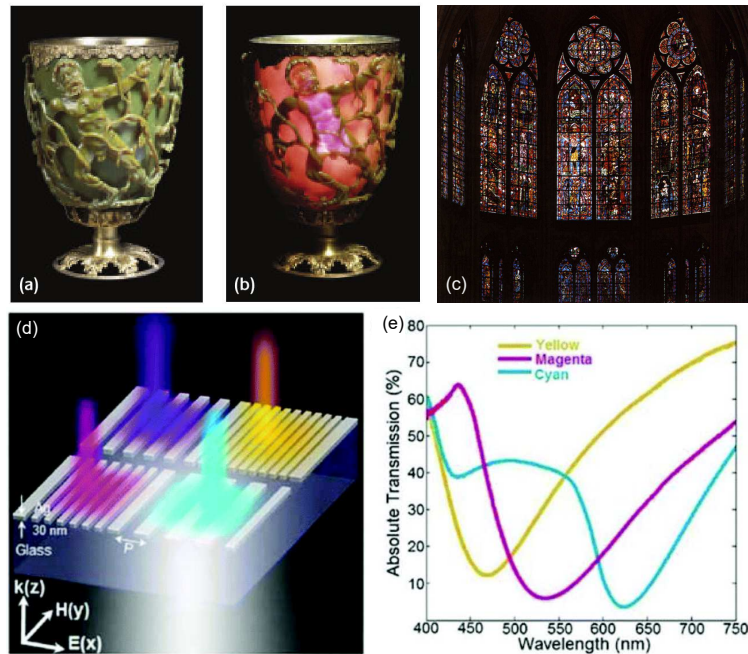 (a)
(b)
(c)
(d)
Ag
30 nm
Glass
P
k(z)
H(y)
E(x)
(e)
Yellow
Magenta
Cyan
Absolute Transmission (%)
80
70
60
50
40
30
20
10
400 450 500 550 600 650 700 750
Wavelength (nm)